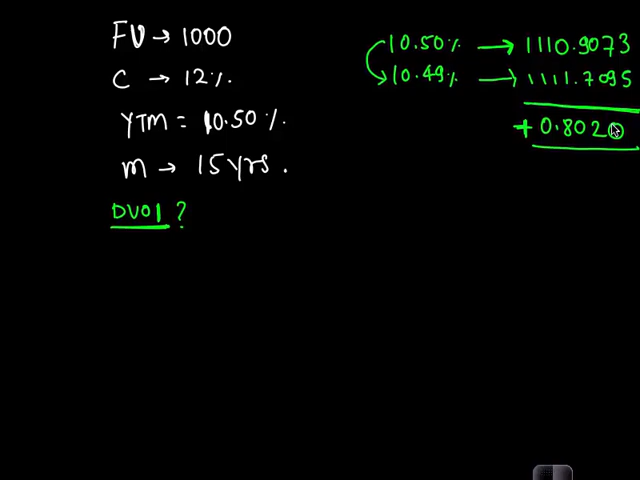 FV → 1000
C → 12%.
YTM = 10.50%.
m → 15 yrs.
DV01 ?
10.50% → 1110.9073
10.49% → 1111.7095
+ 0.8020